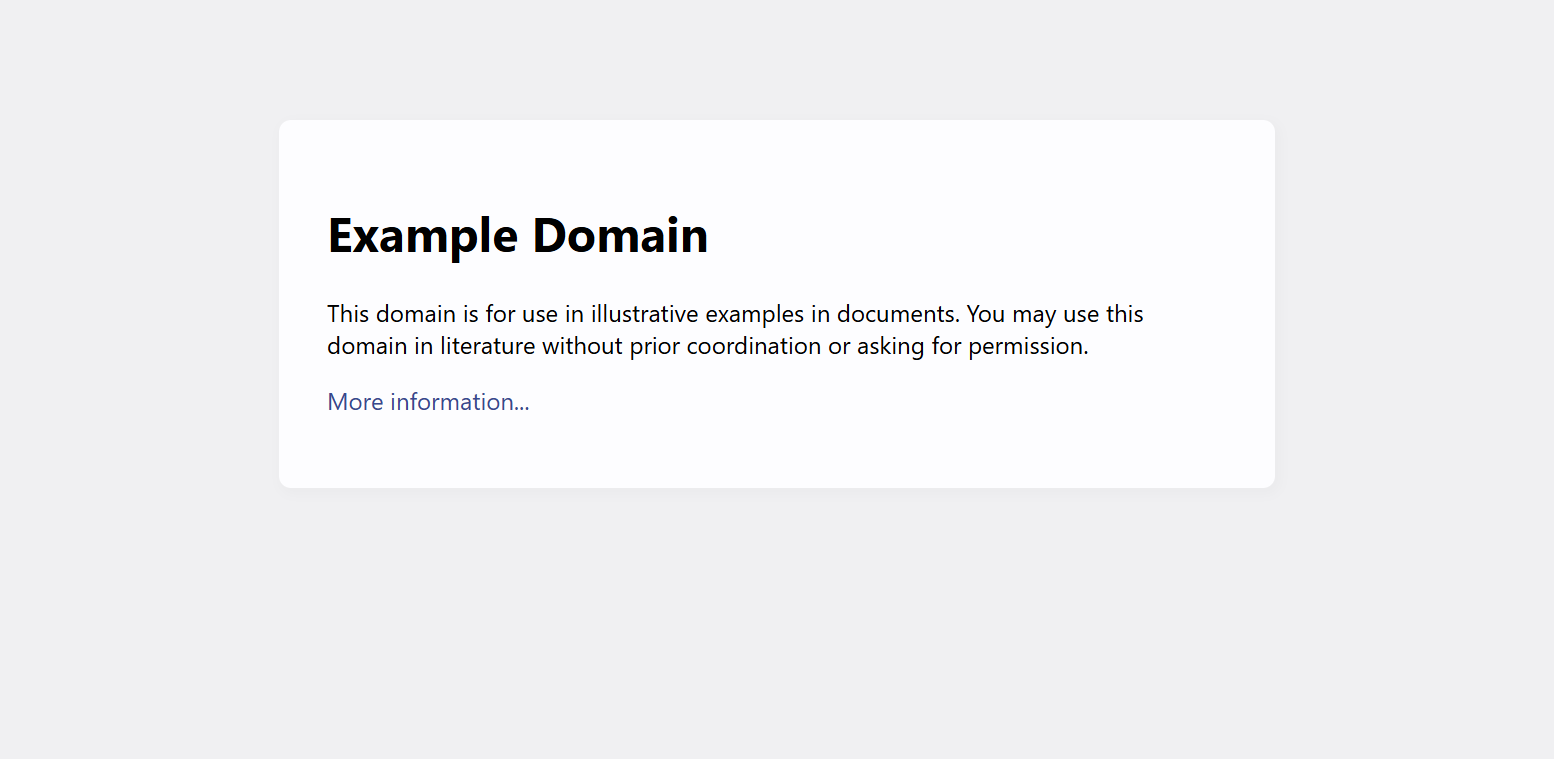 Example Domain
This domain is for use in illustrative examples in documents. You may use this
domain in literature without prior coordination or asking for permission.
More information...